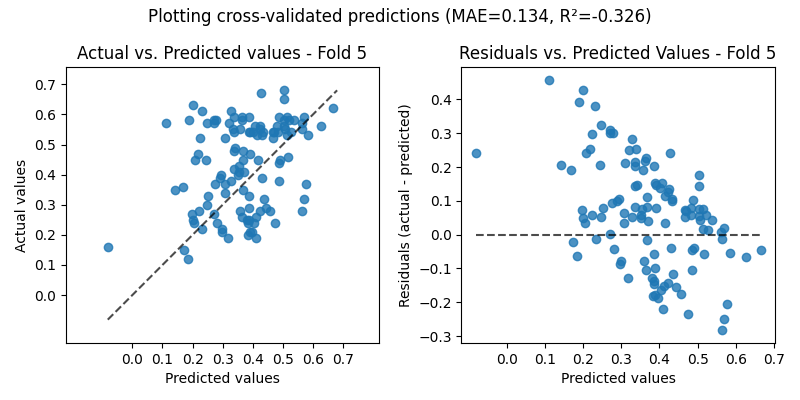 Plotting cross-validated predictions (MAE=0.134, R²=-0.326)
Actual vs. Predicted values - Fold 5
Actual values
0.7
0.6
0.5
0.4
0.3
0.2
0.1
0.0
0.0 0.1 0.2 0.3 0.4 0.5 0.6 0.7
Predicted values
Residuals vs. Predicted Values - Fold 5
Residuals (actual - predicted)
0.4
0.3
0.2
0.1
0.0
−0.1
−0.2
−0.3
0.0 0.1 0.2 0.3 0.4 0.5 0.6 0.7
Predicted values